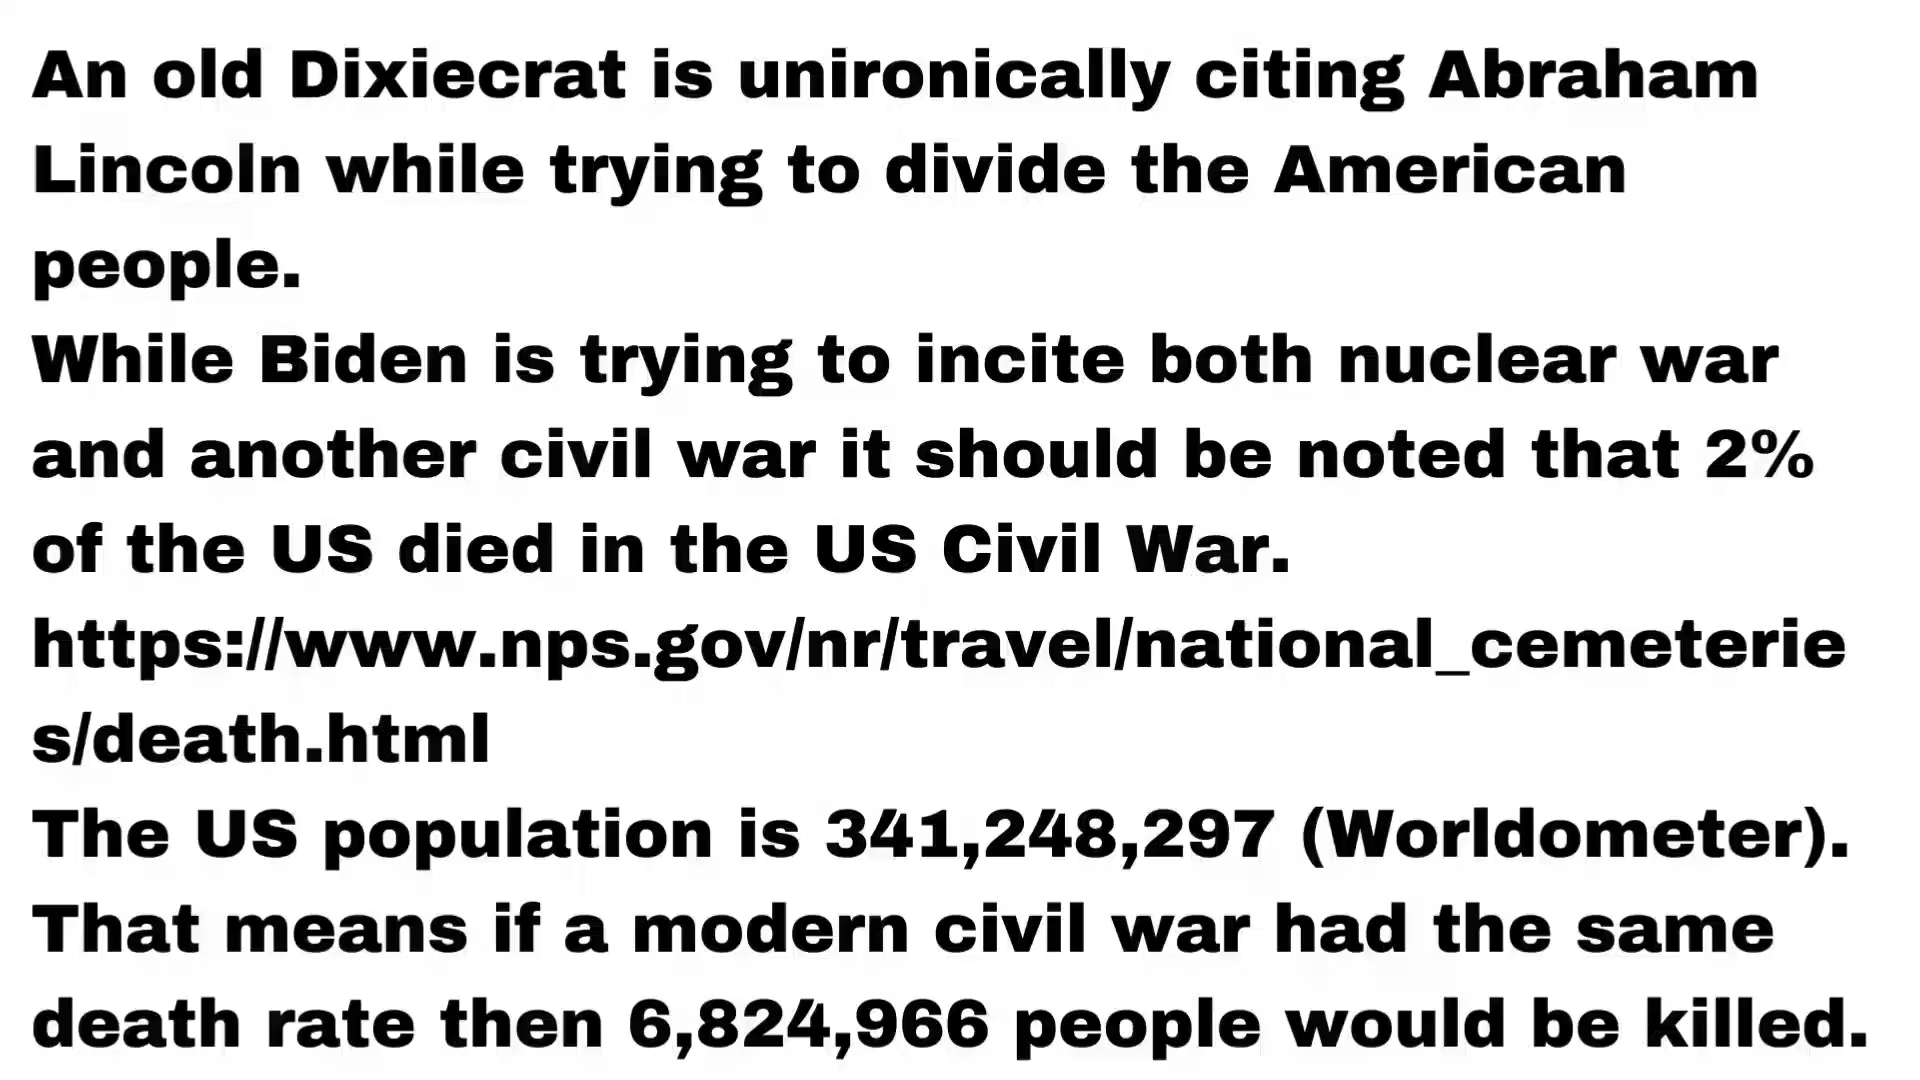 An old Dixiecrat is unironically citing Abraham
Lincoln while trying to divide the American
people.
While Biden is trying to incite both nuclear war
and another civil war it should be noted that 2%
of the US died in the US Civil War.
https://www.nps.gov/nr/travel/national_cemeterie
s/death.html
The US population is 341,248,297 (Worldometer).
That means if a modern civil war had the same
death rate then 6,824,966 people would be killed.